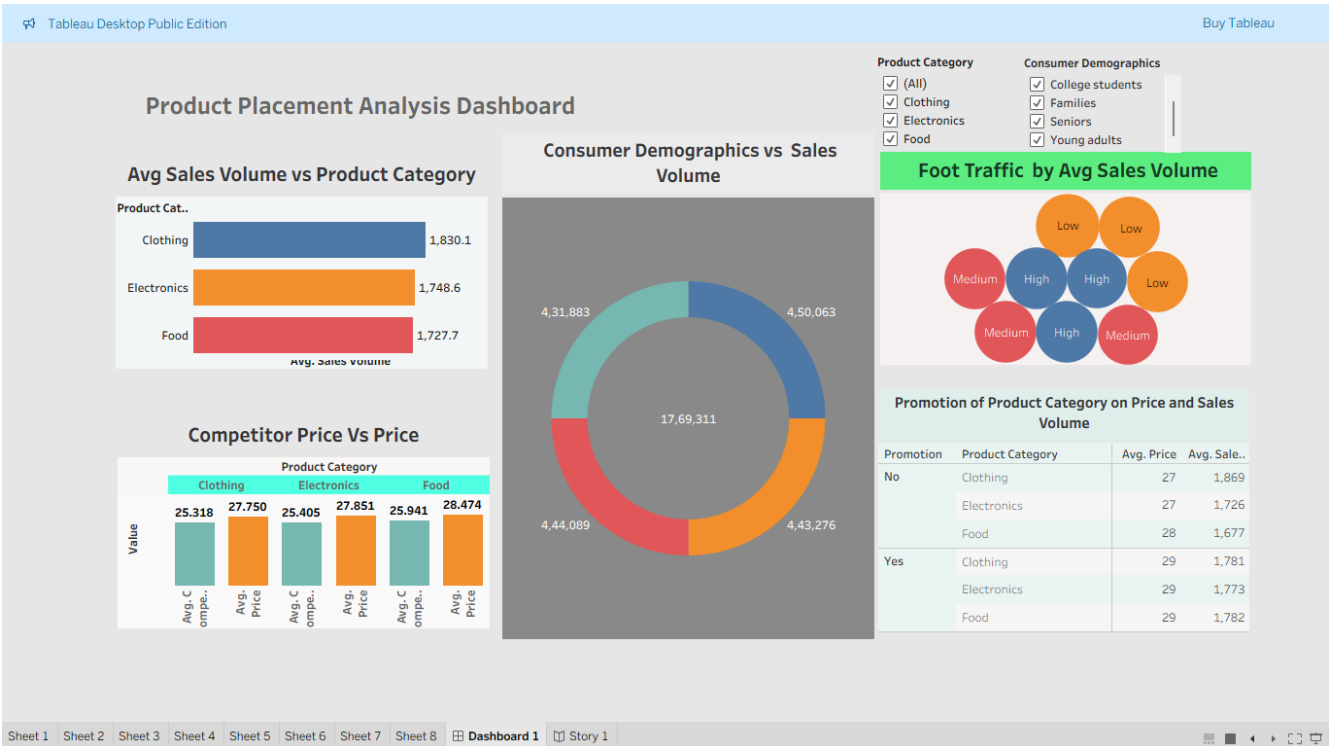 Tableau Desktop Public Edition
Buy Tableau
Product Placement Analysis Dashboard
Product Category
(All)
Clothing
Electronics
Food
Consumer Demographics
College students
Families
Seniors
Young adults
Avg Sales Volume vs Product Category
Product Cat..
Clothing 1,830.1
Electronics 1,748.6
Food 1,727.7
Avg. Sales Volume
Competitor Price Vs Price
Product Category
Clothing Electronics Food
25.318 27.750 25.405 27.851 25.941 28.474
Value
Avg. C
ompe..
Avg.
Price
Avg. C
ompe..
Avg.
Price
Avg. C
ompe..
Avg.
Price
Consumer Demographics vs Sales
Volume
4,31,883 4,50,063
17,69,311
4,44,089 4,43,276
Foot Traffic by Avg Sales Volume
Low Low
Medium High High Low
Medium High Medium
Promotion of Product Category on Price and Sales
Volume
Promotion Product Category Avg. Price Avg. Sale..
No Clothing 27 1,869
Electronics 27 1,726
Food 28 1,677
Yes Clothing 29 1,781
Electronics 29 1,773
Food 29 1,782
Sheet 1 Sheet 2 Sheet 3 Sheet 4 Sheet 5 Sheet 6 Sheet 7 Sheet 8 Dashboard 1 Story 1